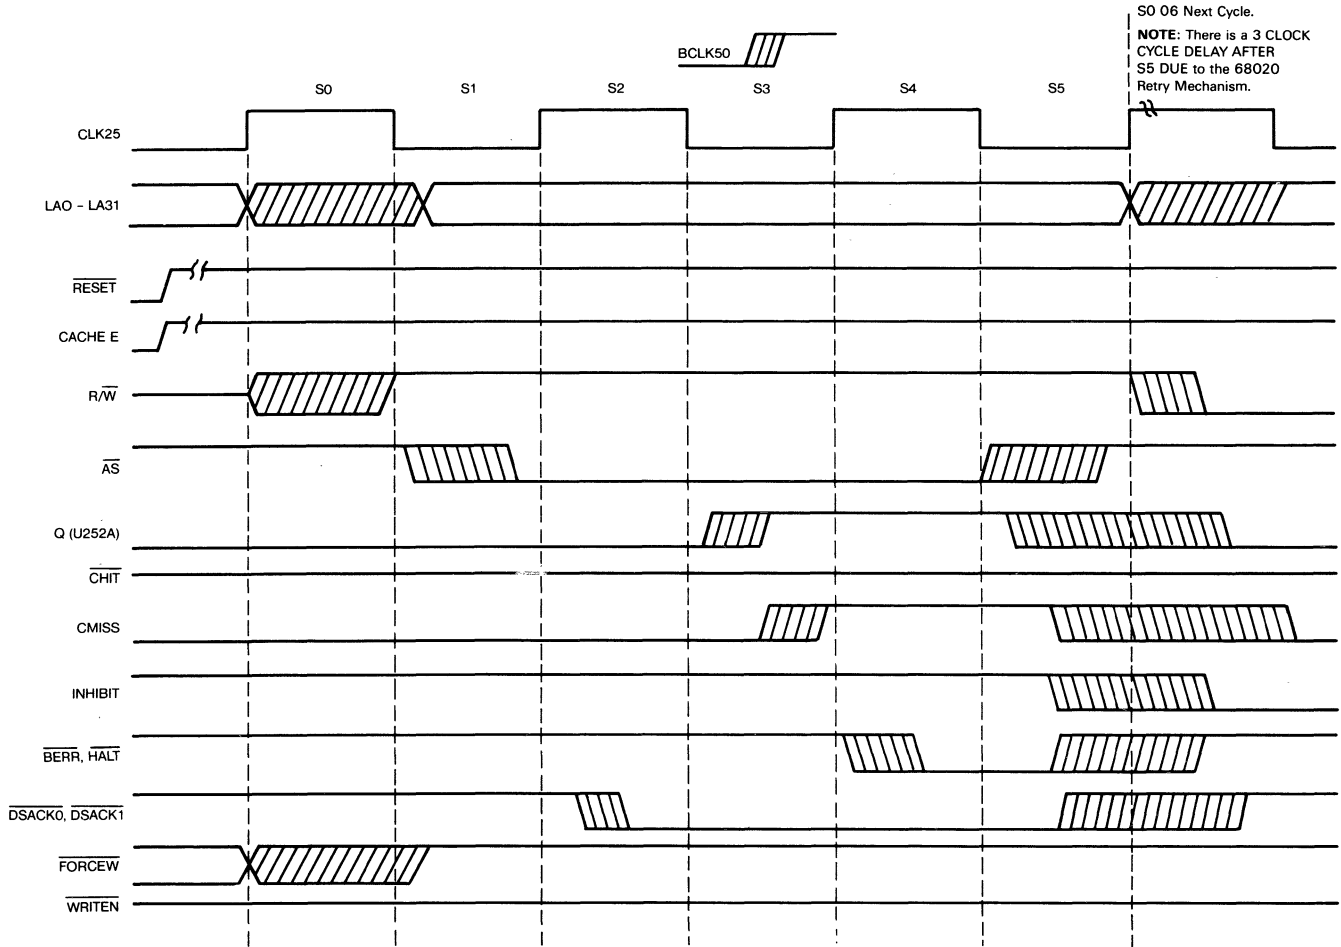 S0 06 Next Cycle.
NOTE: There is a 3 CLOCK
CYCLE DELAY AFTER
S5 DUE to the 68020
Retry Mechanism.
BCLK50
S0 S1 S2 S3 S4 S5
CLK25
LAO - LA31
RESET
CACHE E
R/W
AS
Q (U252A)
CHIT
CMISS
INHIBIT
BERR, HALT
DSACK0, DSACK1
FORCEW
WRITEN